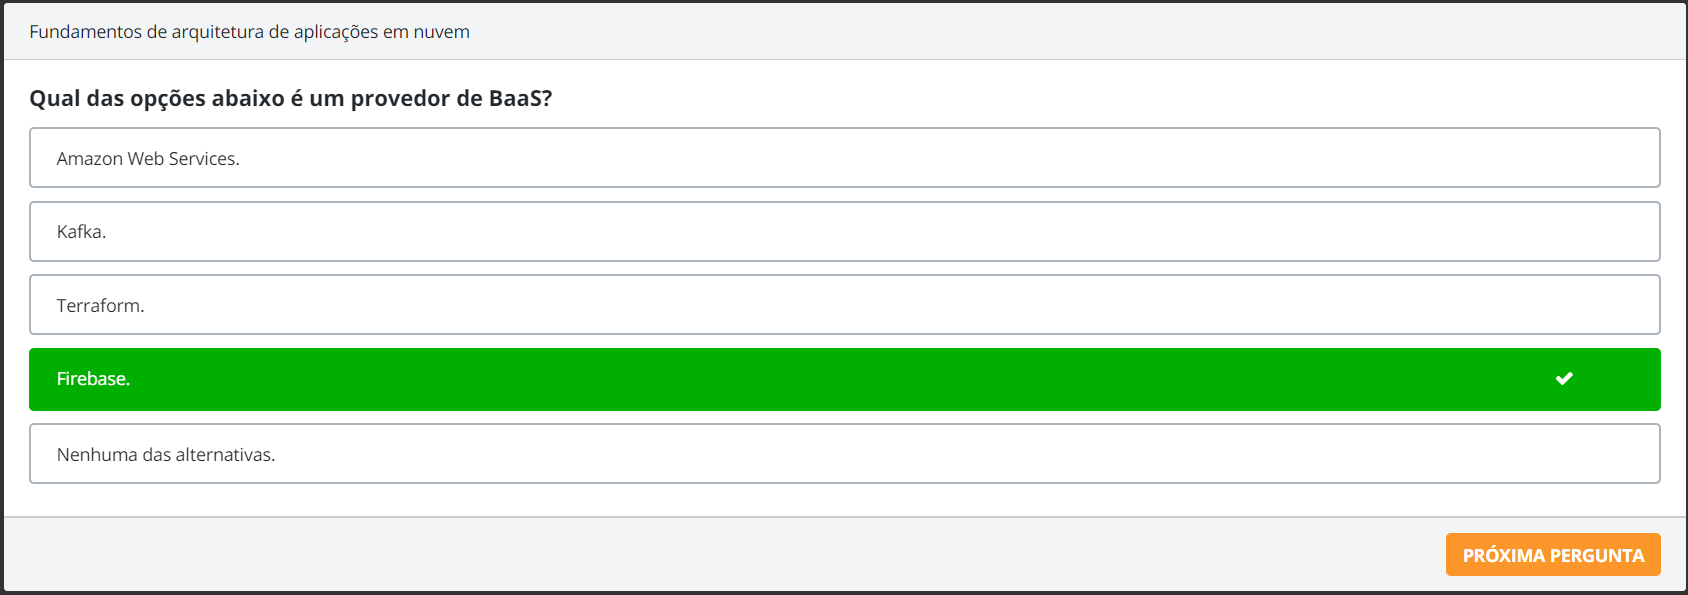 Fundamentos de arquitetura de aplicações em nuvem
Qual das opções abaixo é um provedor de BaaS?
Amazon Web Services.
Kafka.
Terraform.
Firebase.
Nenhuma das alternativas.
PRÓXIMA PERGUNTA